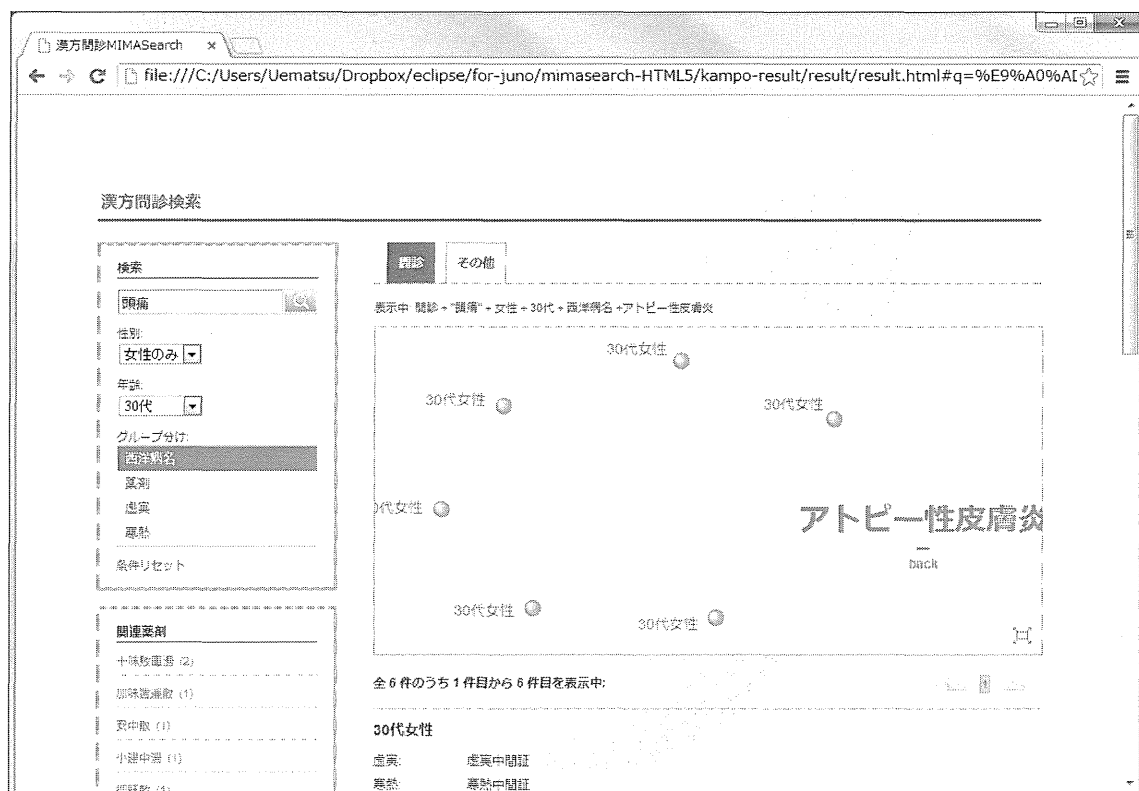 漢方問診MIMASearch
file:///C:/Users/Uematsu/Dropbox/eclipse/for-juno/mimasearch-HTML5/kampo-result/result/result.html#q=%E9%A0%A
漢方問診検索
検索
頭痛
性別:
女性のみ
年齢:
30代
グループ分け:
西洋病名
薬剤
虚実
寒熱
条件リセット
関連薬剤
十味敗毒湯 (2)
加味逍遙散 (1)
安中散 (1)
小建中湯 (1)
問診
その他
表示中: 問診 + "頭痛" + 女性 + 30代 + 西洋病名 +アトピー性皮膚炎
30代女性
30代女性
30代女性
代女性
アトピー性皮膚炎
back
30代女性
30代女性
全 6 件のうち 1 件目から 6 件目を表示中:
1
30代女性
虚実: 虚実中間証
寒熱: 寒熱中間証